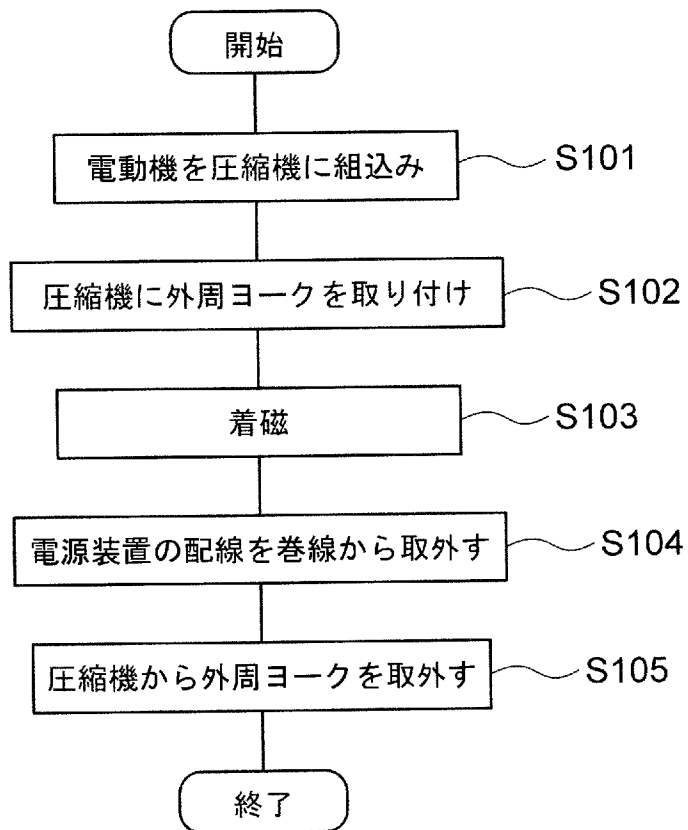 開始
電動機を圧縮機に組込み
S101
圧縮機に外周ヨークを取り付け
S102
着磁
S103
電源装置の配線を巻線から取外す
S104
圧縮機から外周ヨークを取外す
S105
終了